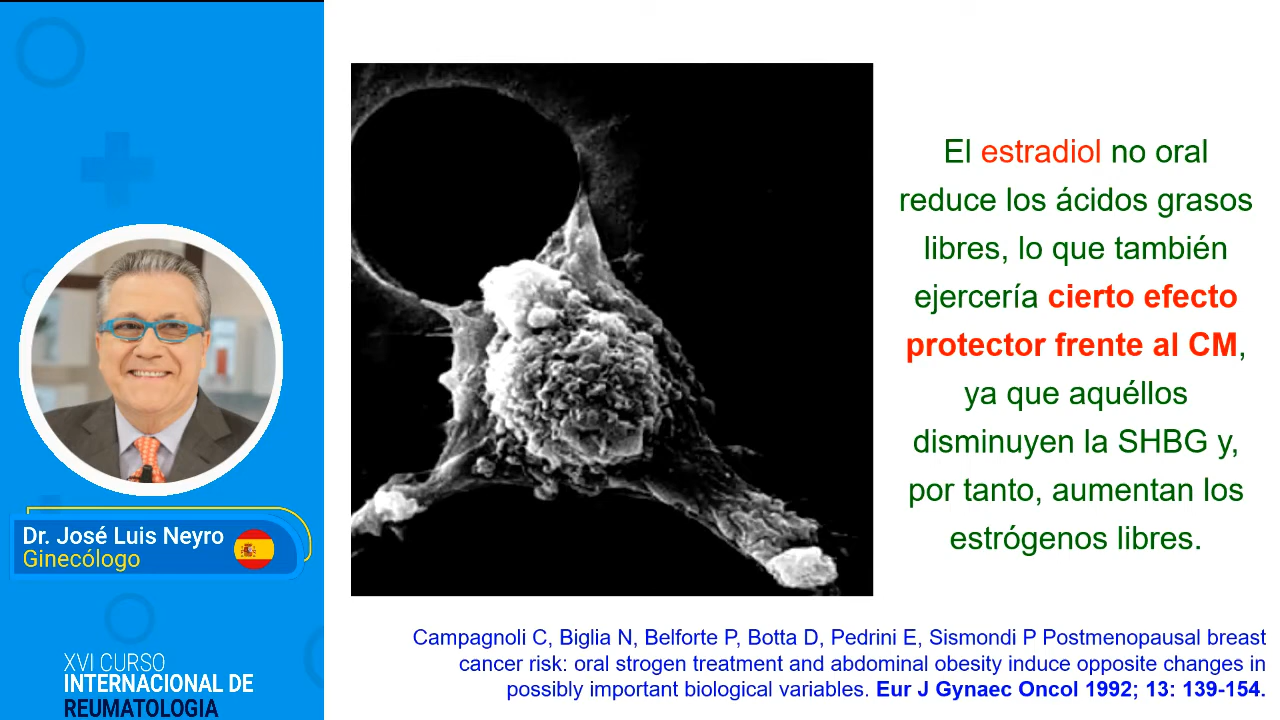 El estradiol no oral
reduce los ácidos grasos
libres, lo que también
ejercería cierto efecto
protector frente al CM,
ya que aquéllos
disminuyen la SHBG y,
por tanto, aumentan los
estrógenos libres.
Dr. José Luis Neyro
Ginecólogo
XVI CURSO
INTERNACIONAL DE
REUMATOLOGIA
Campagnoli C, Biglia N, Belforte P, Botta D, Pedrini E, Sismondi P Postmenopausal breast
cancer risk: oral strogen treatment and abdominal obesity induce opposite changes in
possibly important biological variables. Eur J Gynaec Oncol 1992; 13: 139-154.